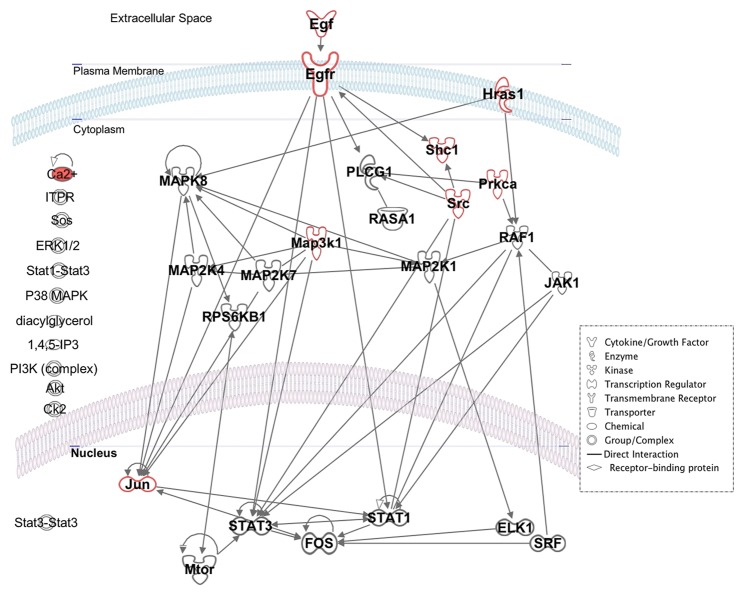 Extracellular Space
Egf
Plasma Membrane
Egfr
Hras1
Cytoplasm
Shc1
Ca2+
MAPK8
PLCG1
Prkca
ITPR
Src
Sos
RASA1
ERK1/2
Map3k1
RAF1
Stat1-Stat3
MAP2K4
MAP2K7
MAP2K1
JAK1
P38 MAPK
diacylglycerol
RPS6KB1
1,4,5-IP3
PI3K (complex)
Akt
Ck2
Cytokine/Growth Factor
Enzyme
Kinase
Transcription Regulator
Transmembrane Receptor
Transporter
Chemical
Group/Complex
Direct Interaction
Receptor-binding protein
Nucleus
Jun
Stat3-Stat3
STAT3
STAT1
ELK1
FOS
SRF
Mtor